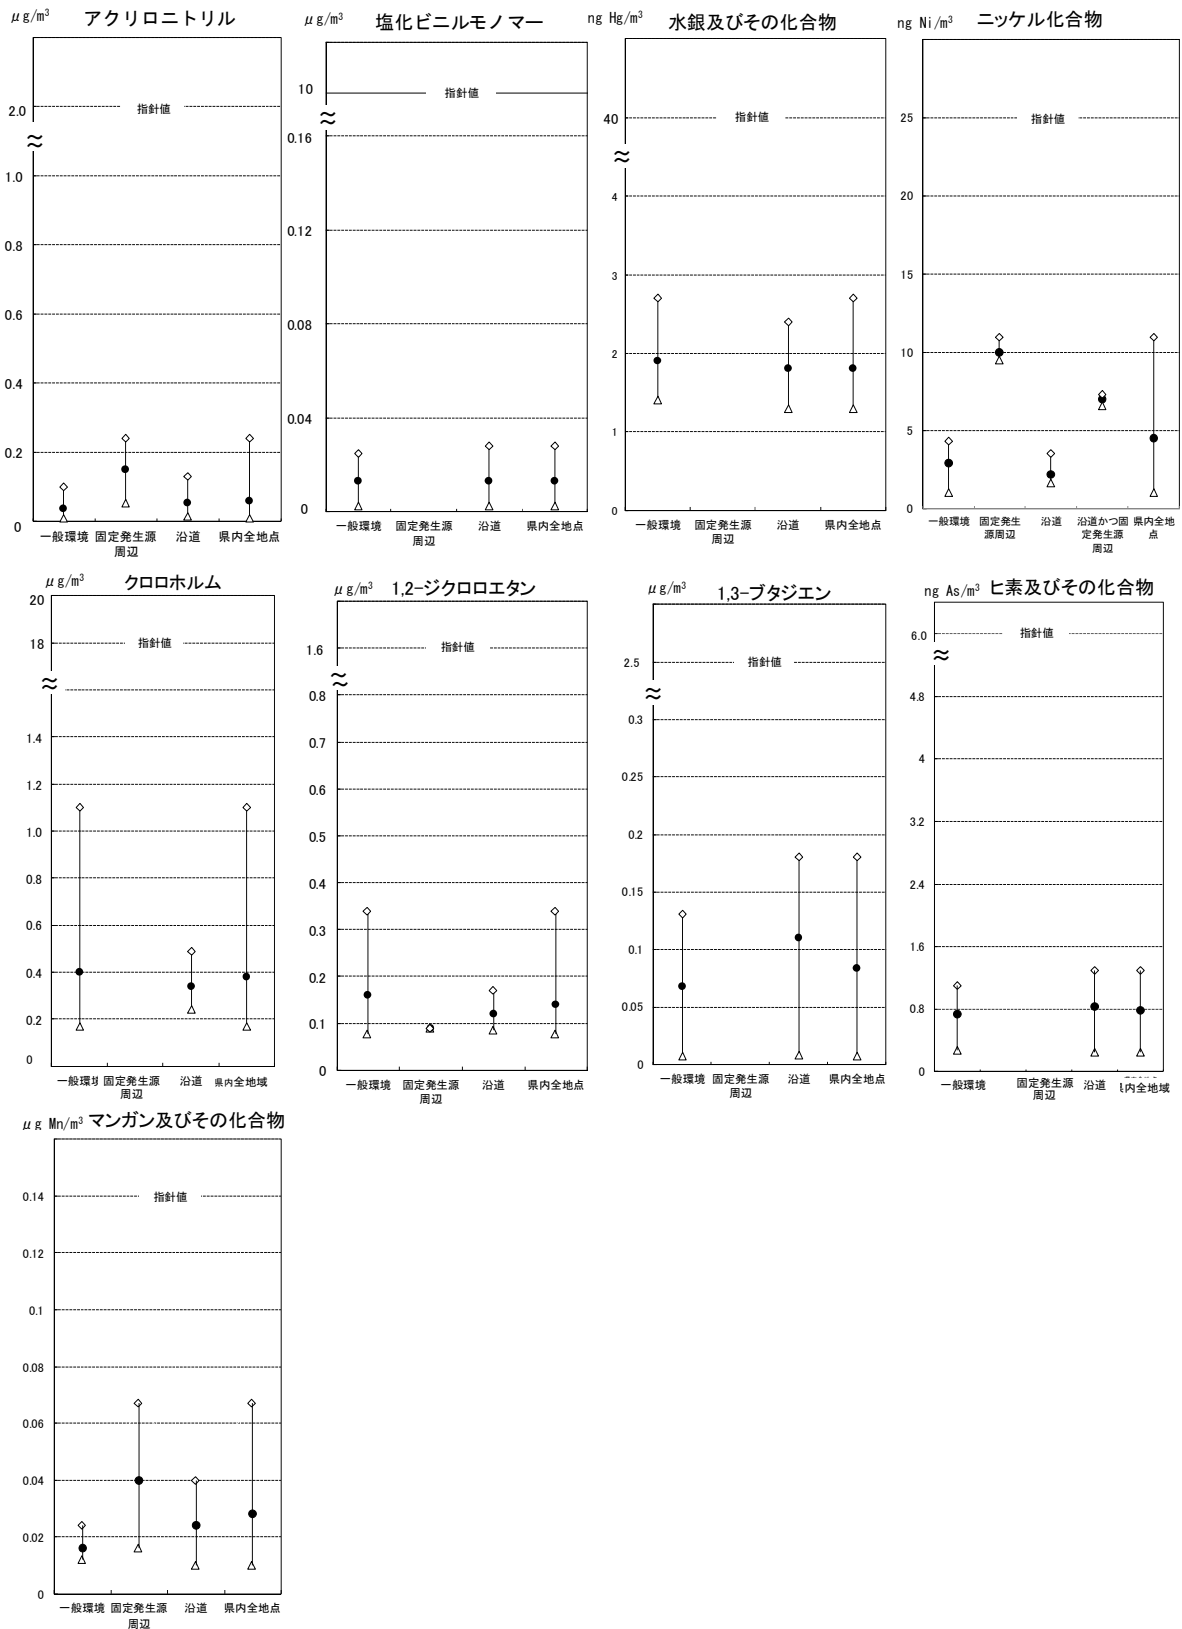 μg/m³ アクリロニトリル
2.0 指針値
≈
1.0
0.8
0.6
0.4
0.2
0
一般環境 固定発生源 沿道 県内全地点
周辺
μg/m³ 塩化ビニルモノマー
10 指針値
≈
0.16
0.12
0.08
0.04
0
一般環境 固定発生源 沿道 県内全地点
周辺
ng Hg/m³ 水銀及びその化合物
40 指針値
≈
4
3
2
1
0
一般環境 固定発生源 沿道 県内全地点
周辺
ng Ni/m³ ニッケル化合物
25 指針値
20
15
10
5
0
一般環境 固定発生 沿道 沿道かつ固 県内全地
源周辺 定発生源 点
周辺
μg/m³ クロロホルム
20
18 指針値
≈
1.4
1.2
1.0
0.8
0.6
0.4
0.2
0
一般環境 固定発生源 沿道 県内全地域
周辺
μg/m³ 1,2-ジクロロエタン
1.6 指針値
≈
0.8
0.7
0.6
0.5
0.4
0.3
0.2
0.1
0
一般環境 固定発生源 沿道 県内全地点
周辺
μg/m³ 1,3-ブタジエン
2.5 指針値
≈
0.3
0.25
0.2
0.15
0.1
0.05
0
一般環境 固定発生源 沿道 県内全地点
周辺
ng As/m³ ヒ素及びその化合物
6.0 指針値
≈
4.8
4
3.2
2.4
1.6
0.8
0
一般環境 固定発生源 沿道 県内全地域
周辺
μg Mn/m³ マンガン及びその化合物
0.14 指針値
0.12
0.1
0.08
0.06
0.04
0.02
0
一般環境 固定発生源 沿道 県内全地点
周辺